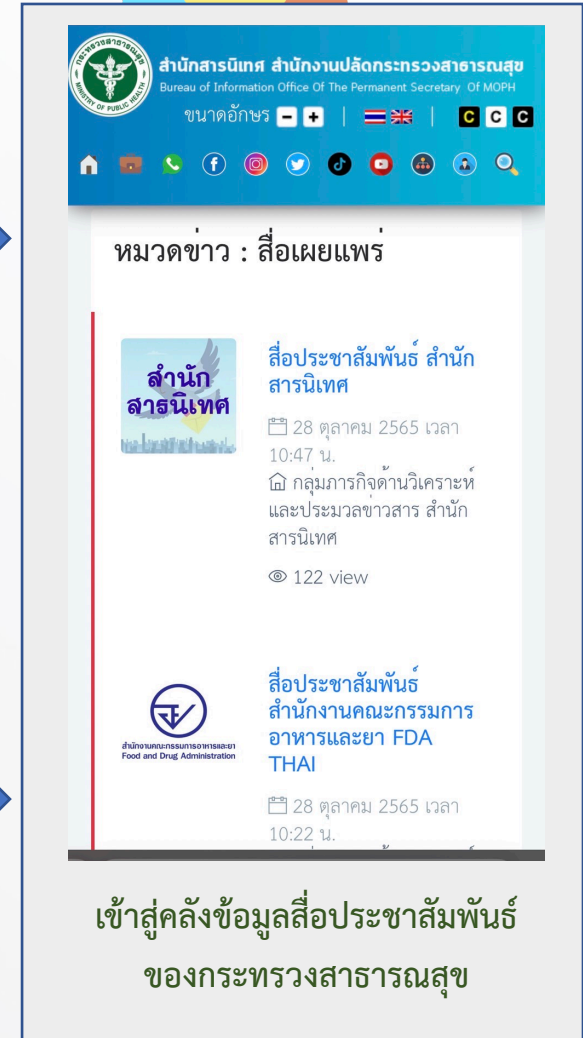 สำนักสารนิเทศ สำนักงานปลัดกระทรวงสาธารณสุข
Bureau of Information Office Of The Permanent Secretary Of MOPH
ขนาดอักษร - + | | C C C
หมวดข่าว : สื่อเผยแพร่
สำนัก
สารนิเทศ
สื่อประชาสัมพันธ์ สำนัก
สารนิเทศ
28 ตุลาคม 2565 เวลา
10:47 น.
กลุ่มภารกิจด้านวิเคราะห์
และประมวลข่าวสาร สำนัก
สารนิเทศ
122 view
สำนักงานคณะกรรมการอาหารและยา
Food and Drug Administration
สื่อประชาสัมพันธ์
สำนักงานคณะกรรมการ
อาหารและยา FDA
THAI
28 ตุลาคม 2565 เวลา
10:22 น.
เข้าสู่คลังข้อมูลสื่อประชาสัมพันธ์
ของกระทรวงสาธารณสุข